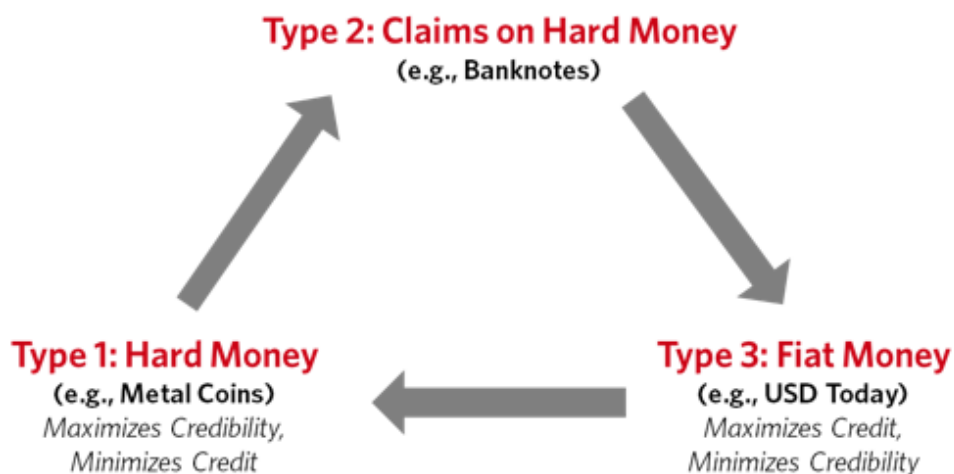 Type 2: Claims on Hard Money
(e.g., Banknotes)
Type 1: Hard Money
(e.g., Metal Coins)
Maximizes Credibility,
Minimizes Credit
Type 3: Fiat Money
(e.g., USD Today)
Maximizes Credit,
Minimizes Credibility